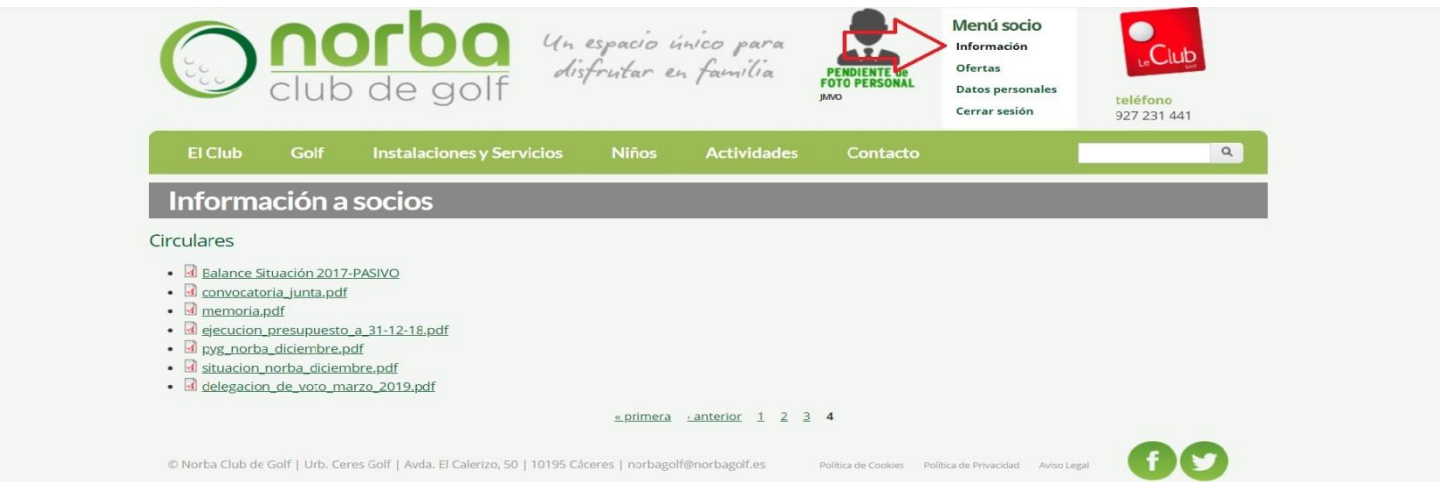 norba
club de golf
Un espacio único para
disfrutar en família
PENDIENTE de
FOTO PERSONAL
JMVO
Menú socio
Información
Ofertas
Datos personales
Cerrar sesión
Le Club
Golf
teléfono
927 231 441
El Club Golf Instalaciones y Servicios Niños Actividades Contacto
Información a socios
Circulares
Balance Situación 2017-PASIVO
convocatoria_junta.pdf
memoria.pdf
ejecucion_presupuesto_a_31-12-18.pdf
pyg_norba_diciembre.pdf
situacion_norba_diciembre.pdf
delegacion_de_voto_marzo_2019.pdf
« primera ‹ anterior 1 2 3 4
© Norba Club de Golf | Urb. Ceres Golf | Avda. El Calerizo, 50 | 10195 Cáceres | norbagolf@norbagolf.es Política de Cookies Política de Privacidad Aviso Legal